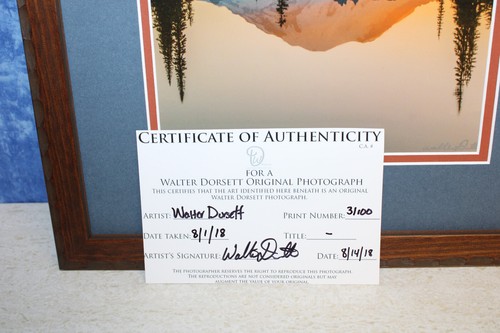 CERTIFICATE OF AUTHENTICITY
C.A. #
FOR A
WALTER DORSETT ORIGINAL PHOTOGRAPH
THIS CERTIFIES THAT THE ART IDENTIFIED HERE BENEATH IS AN ORIGINAL
WALTER DORSETT PHOTOGRAPH.
ARTIST: Walter Dorsett PRINT NUMBER: 3/100
DATE TAKEN: 8/1/18 TITLE: -
ARTIST'S SIGNATURE: DATE: 8/14/18
THE PHOTOGRAPHER RESERVES THE RIGHT TO REPRODUCE THIS PHOTOGRAPH.
THE REPRODUCTIONS ARE NOT ORIGINALS BUT MAY
AUGMENT THE VALUE OF YOUR ORIGINAL.